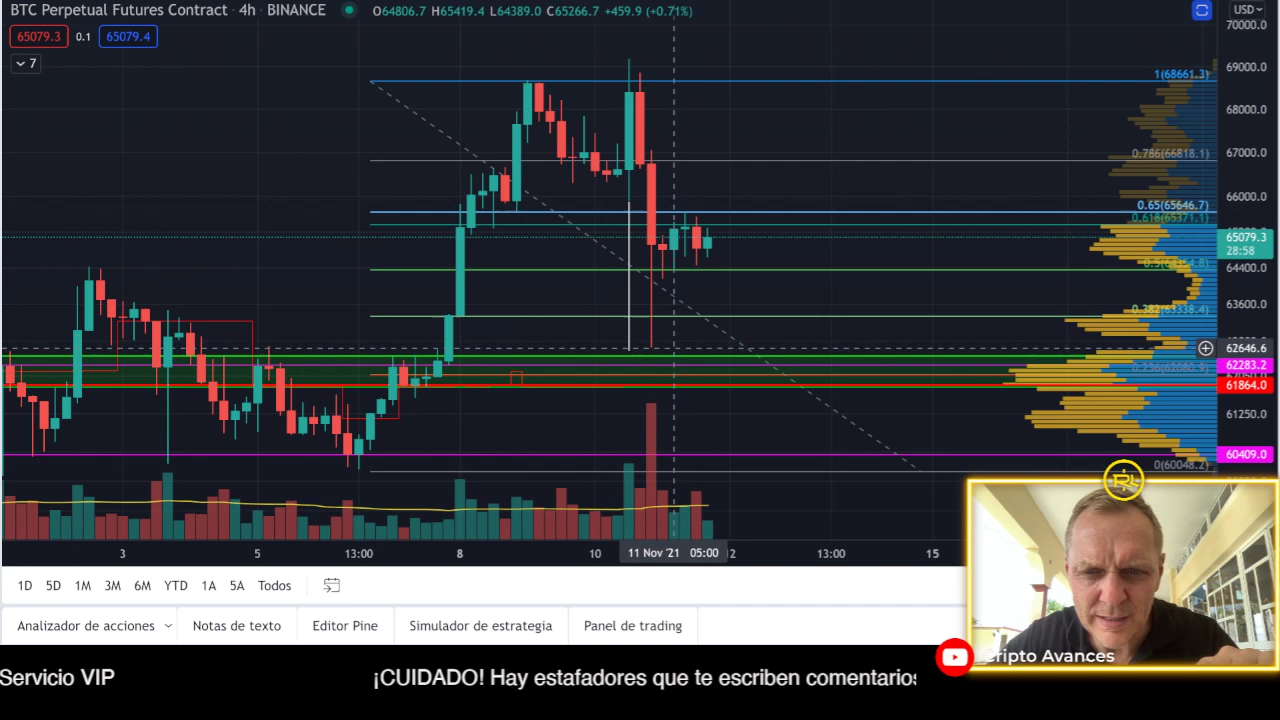 BTC Perpetual Futures Contract · 4h · BINANCE
O64806.7 H65419.4 L64389.0 C65266.7 +459.9 (+0.71%)
USD
65079.3 0.1 65079.4
7
70000.0
69000.0
1(68661.3)
68000.0
67000.0
0.786(66818.1)
66000.0
0.65(65646.7)
0.618(65371.1)
65079.3
28:58
64400.0
63600.0
0.382(63338.4)
62646.6
62283.2
61864.0
61250.0
60409.0
0(60048.2)
3 5 13:00 8 10 11 Nov '21 05:00 13:00 15
1D 5D 1M 3M 6M YTD 1A 5A Todos
Analizador de acciones Notas de texto Editor Pine Simulador de estrategia Panel de trading
Cripto Avances
Servicio VIP ¡CUIDADO! Hay estafadores que te escriben comentarios